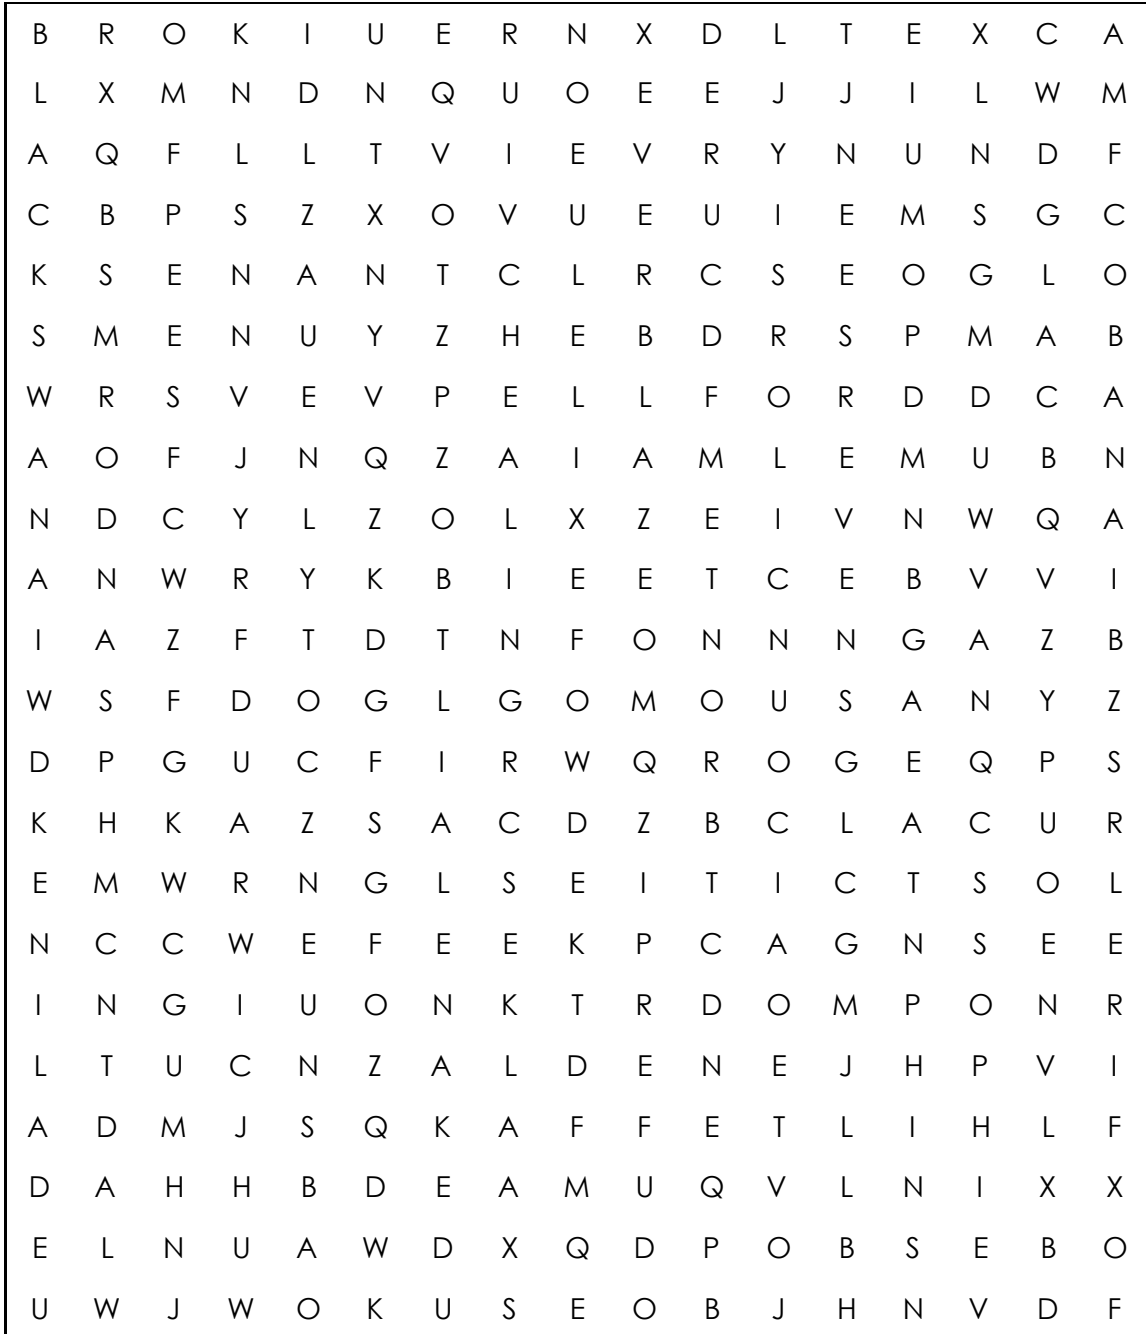 B R O K I U E R N X D L T E X C A
L X M N D N Q U O E E J J I L W M
A Q F L L T V I E V R Y N U N D F
C B P S Z X O V U E U I E M S G C
K S E N A N T C L R C S E O G L O
S M E N U Y Z H E B D R S P M A B
W R S V E V P E L L F O R D D C A
A O F J N Q Z A I A M L E M U B N
N D C Y L Z O L X Z E I V N W Q A
A N W R Y K B I E E T C E B V V I
I A Z F T D T N F O N N N G A Z B
W S F D O G L G O M O U S A N Y Z
D P G U C F I R W Q R O G E Q P S
K H K A Z S A C D Z B C L A C U R
E M W R N G L S E I T I C T S O L
N C C W E F E E K P C A G N S E E
I N G I U O N K T R D O M P O N R
L T U C N Z A L D E N E J H P V I
A D M J S Q K A F F E T L I H L F
D A H H B D E A M U Q V L N I X X
E L N U A W D X Q D P O B S E B O
U W J W O K U S E O B J H N V D F